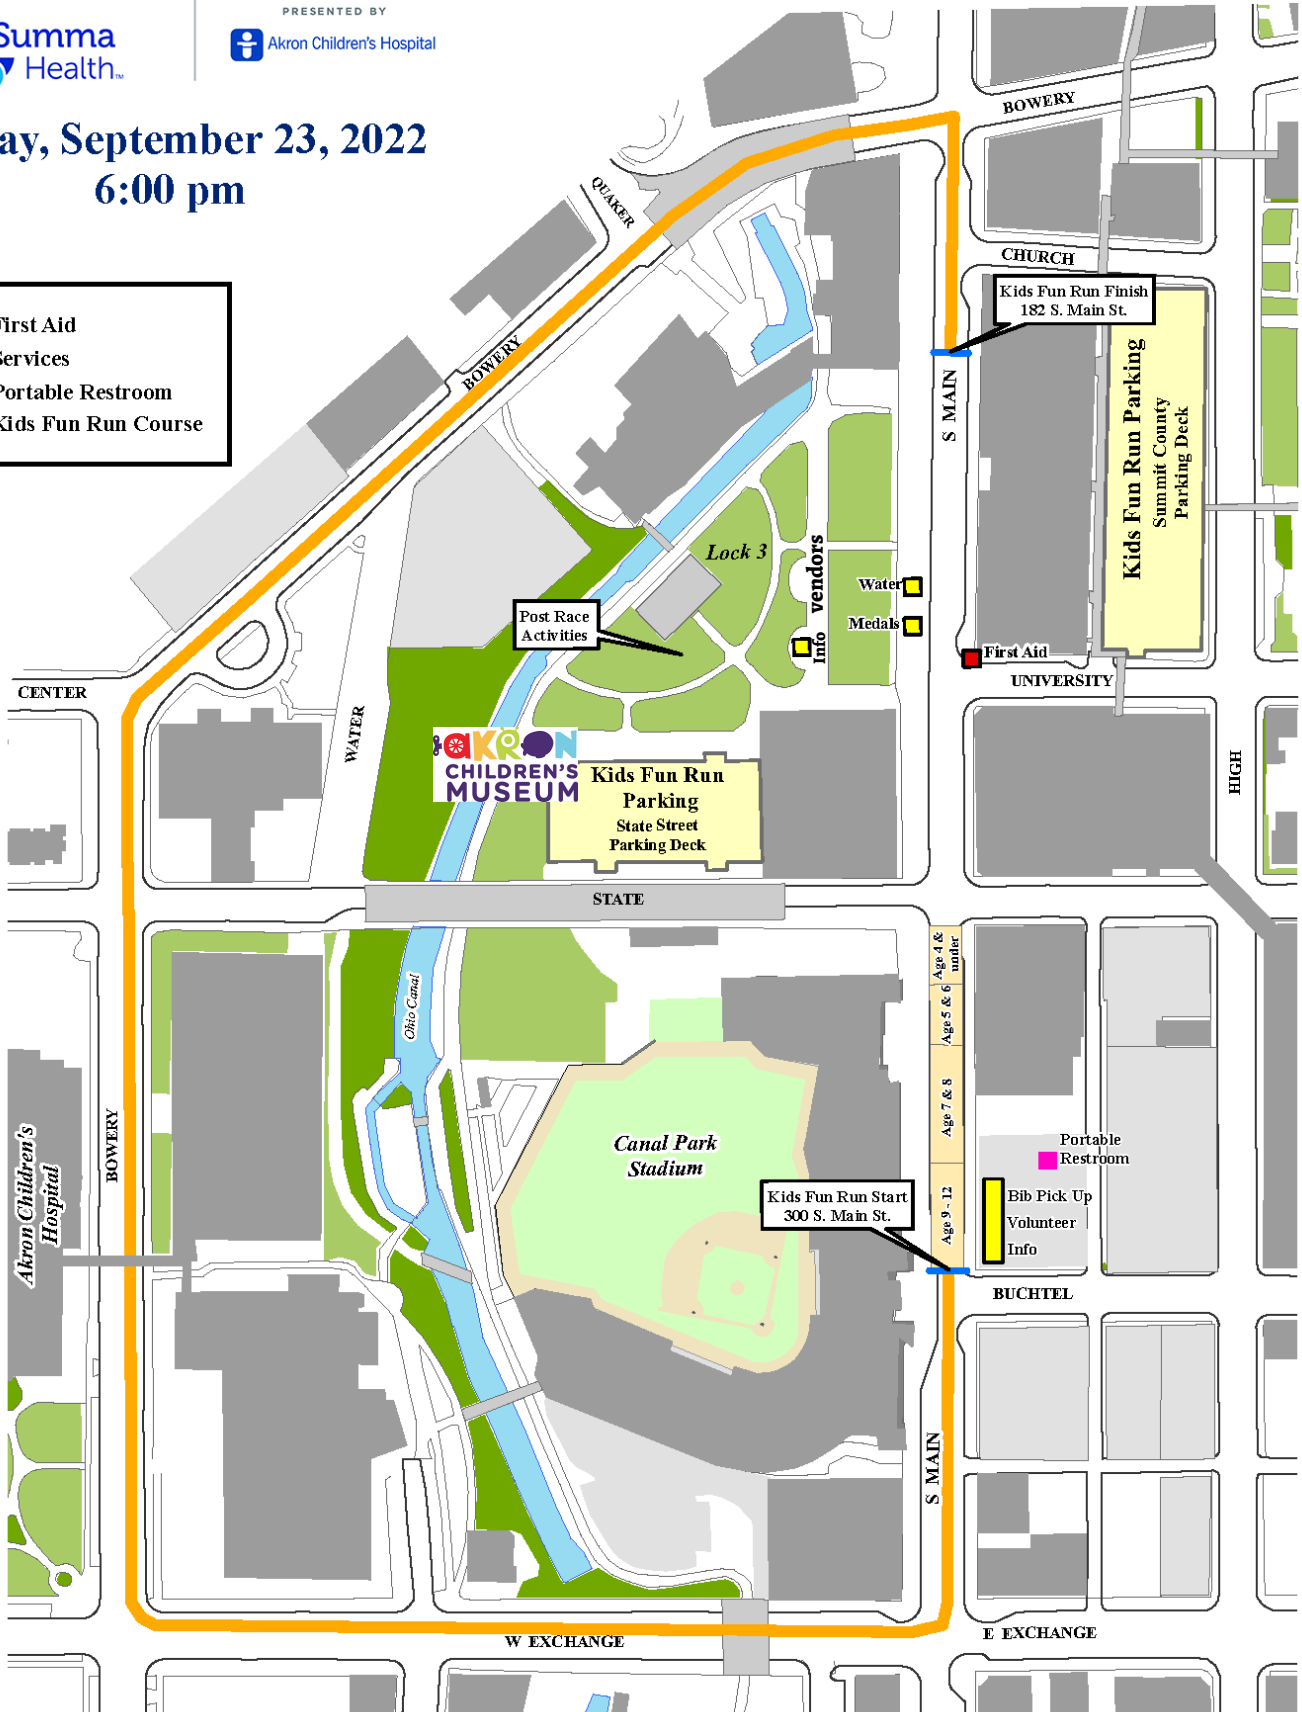 PRESENTED BY
Summa
Health™
Akron Children's Hospital
ay, September 23, 2022
6:00 pm
First Aid
Services
Portable Restroom
Kids Fun Run Course
BOWERY
QUAKER
CHURCH
Kids Fun Run Finish
182 S. Main St.
BOWERY
S MAIN
Kids Fun Run Parking
Summit County
Parking Deck
Lock 3
vendors
Water
Post Race
Activities
Medals
Info
First Aid
UNIVERSITY
CENTER
WATER
AKRON
CHILDREN'S
MUSEUM
Kids Fun Run
Parking
State Street
Parking Deck
HIGH
STATE
Age 4 &
under
Age 5 & 6
Ohio Canal
Age 7 & 8
BOWERY
Akron Children's
Hospital
Canal Park
Stadium
Portable
Restroom
Kids Fun Run Start
300 S. Main St.
Age 9 - 12
Bib Pick Up
Volunteer
Info
BUCHTEL
S MAIN
W EXCHANGE
E EXCHANGE